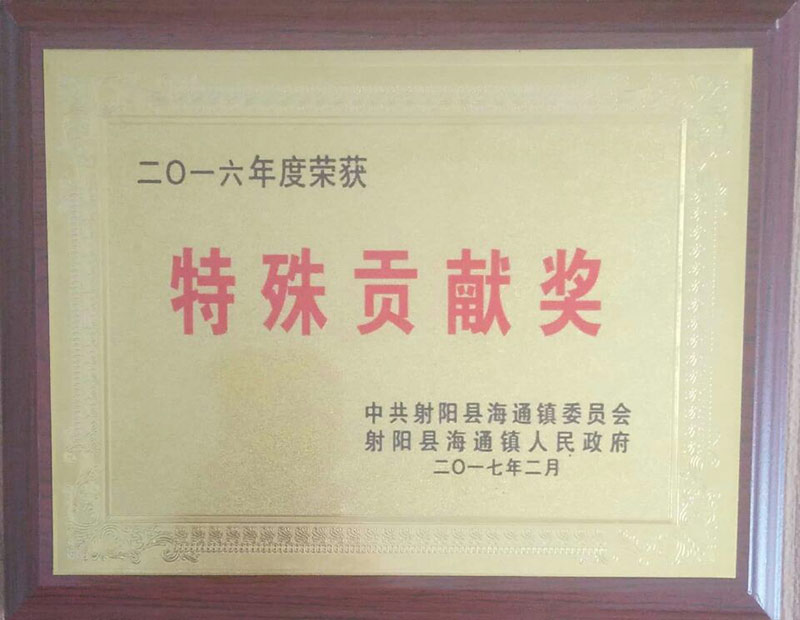 二〇一六年度荣获
特殊贡献奖
中共射阳县海通镇委员会
射阳县海通镇人民政府
二〇一七年二月